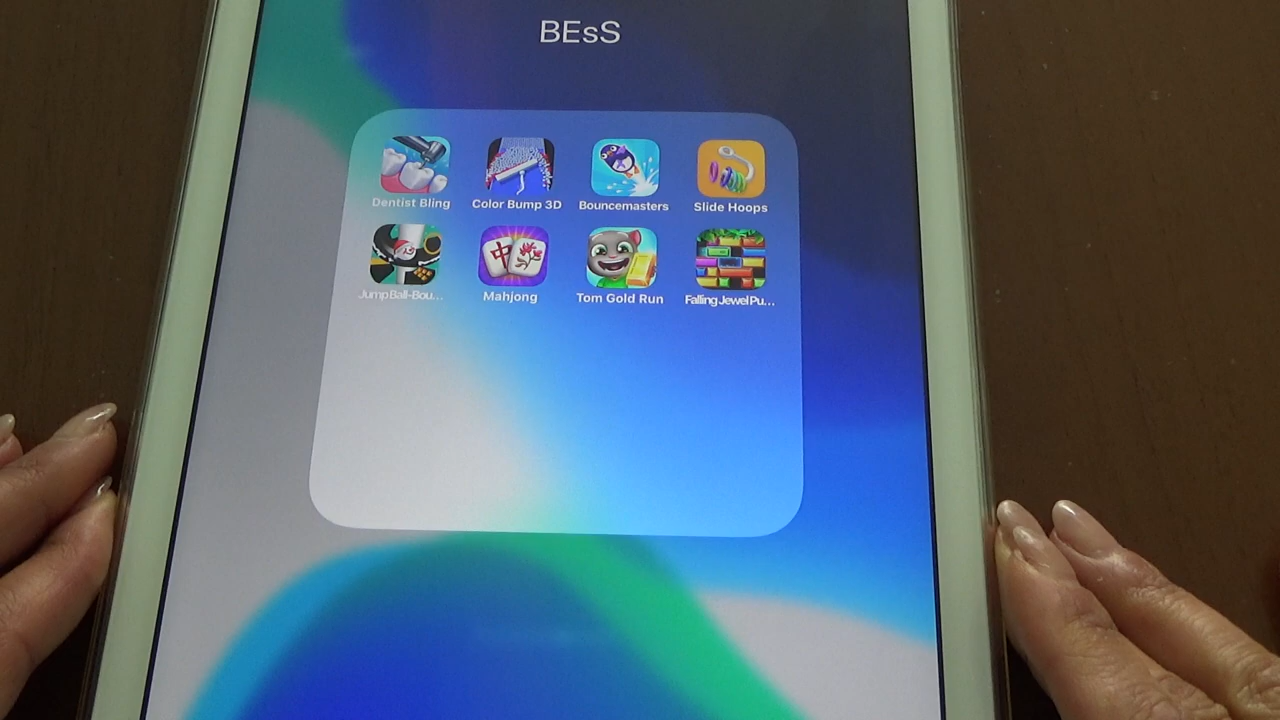 BEsS
Dentist Bling
Color Bump 3D
Bouncemasters
Slide Hoops
中
Jump Ball-Bou...
Mahjong
Tom Gold Run
Falling Jewel Pu...